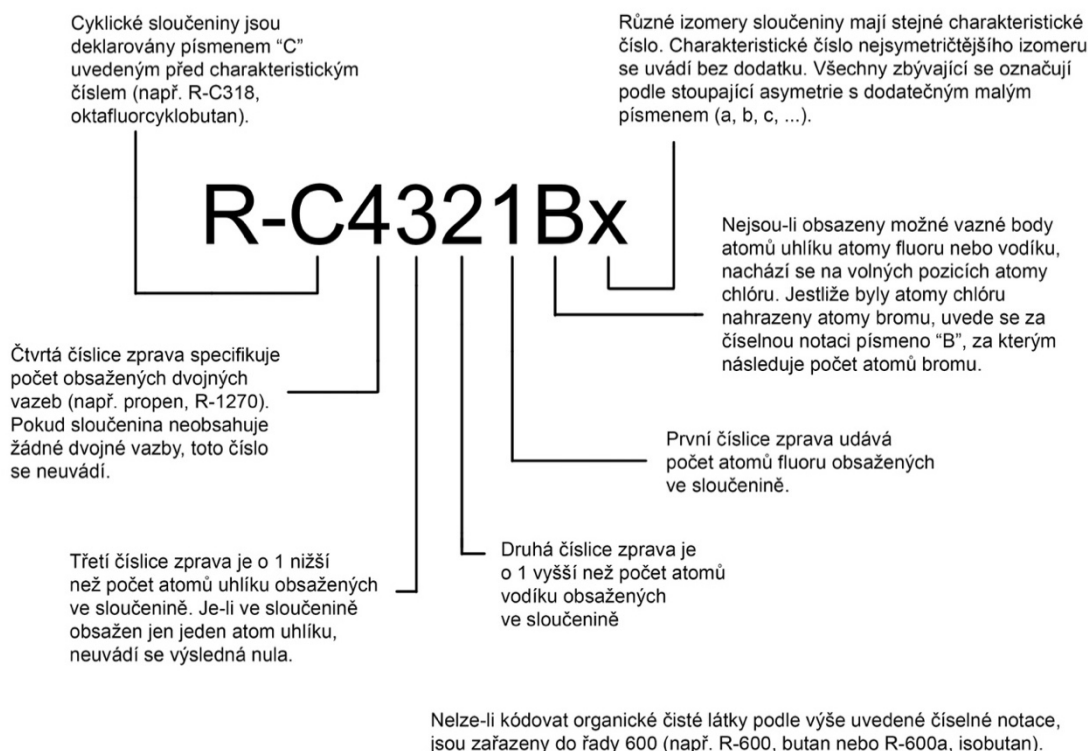 Cyklické sloučeniny jsou
deklarovány písmenem “C”
uvedeným před charakteristickým
číslem (např. R-C318,
oktafluorcyklobutan).
Různé izomery sloučeniny mají stejné charakteristické
číslo. Charakteristické číslo nejsymetričtějšího izomeru
se uvádí bez dodatku. Všechny zbývající se označují
podle stoupající asymetrie s dodatečným malým
písmenem (a, b, c, ...).
R-C4321Bx
Nejsou-li obsazeny možné vazné body
atomů uhlíku atomy fluoru nebo vodíku,
nachází se na volných pozicích atomy
chlóru. Jestliže byly atomy chlóru
nahrazeny atomy bromu, uvede se za
číselnou notaci písmeno “B”, za kterým
následuje počet atomů bromu.
Čtvrtá číslice zprava specifikuje
počet obsažených dvojných
vazeb (např. propen, R-1270).
Pokud sloučenina neobsahuje
žádné dvojné vazby, toto číslo
se neuvádí.
První číslice zprava udává
počet atomů fluoru obsažených
ve sloučenině.
Třetí číslice zprava je o 1 nižší
než počet atomů uhlíku obsažených
ve sloučenině. Je-li ve sloučenině
obsažen jen jeden atom uhlíku,
neuvádí se výsledná nula.
Druhá číslice zprava je
o 1 vyšší než počet atomů
vodíku obsažených
ve sloučenině
Nelze-li kódovat organické čisté látky podle výše uvedené číselné notace,
jsou zařazeny do řady 600 (např. R-600, butan nebo R-600a, isobutan).